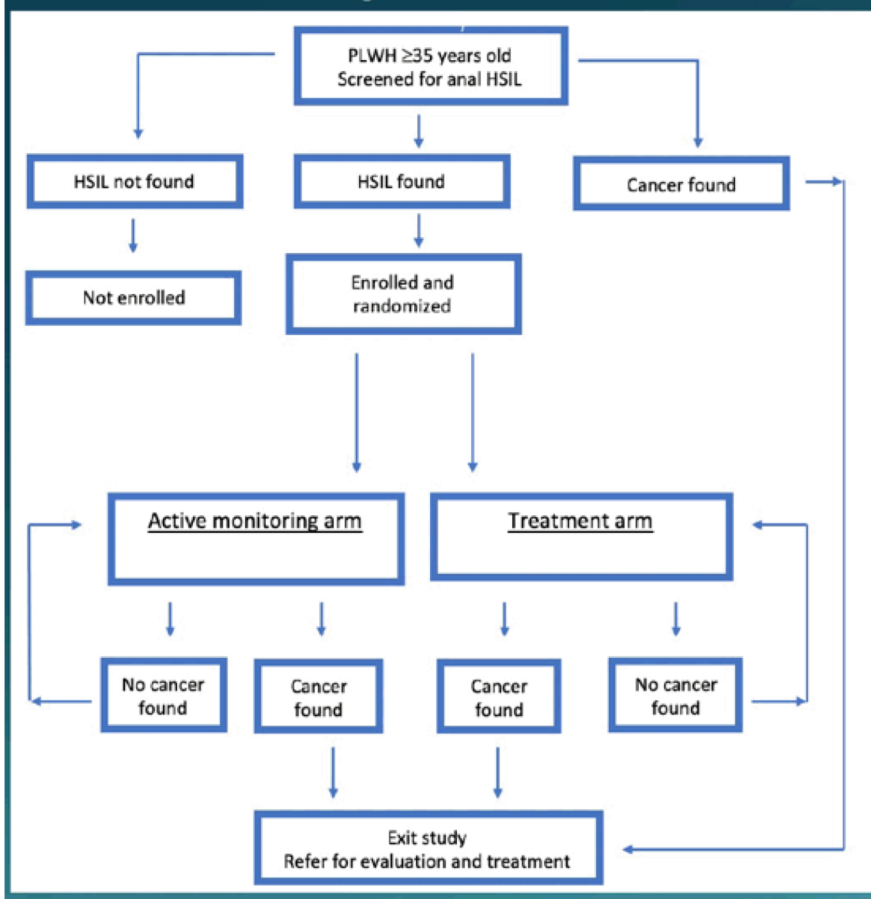 PLWH ≥35 years old
Screened for anal HSIL
HSIL not found
HSIL found
Cancer found
Not enrolled
Enrolled and
randomized
Active monitoring arm
Treatment arm
No cancer
found
Cancer
found
Cancer
found
No cancer
found
Exit study
Refer for evaluation and treatment